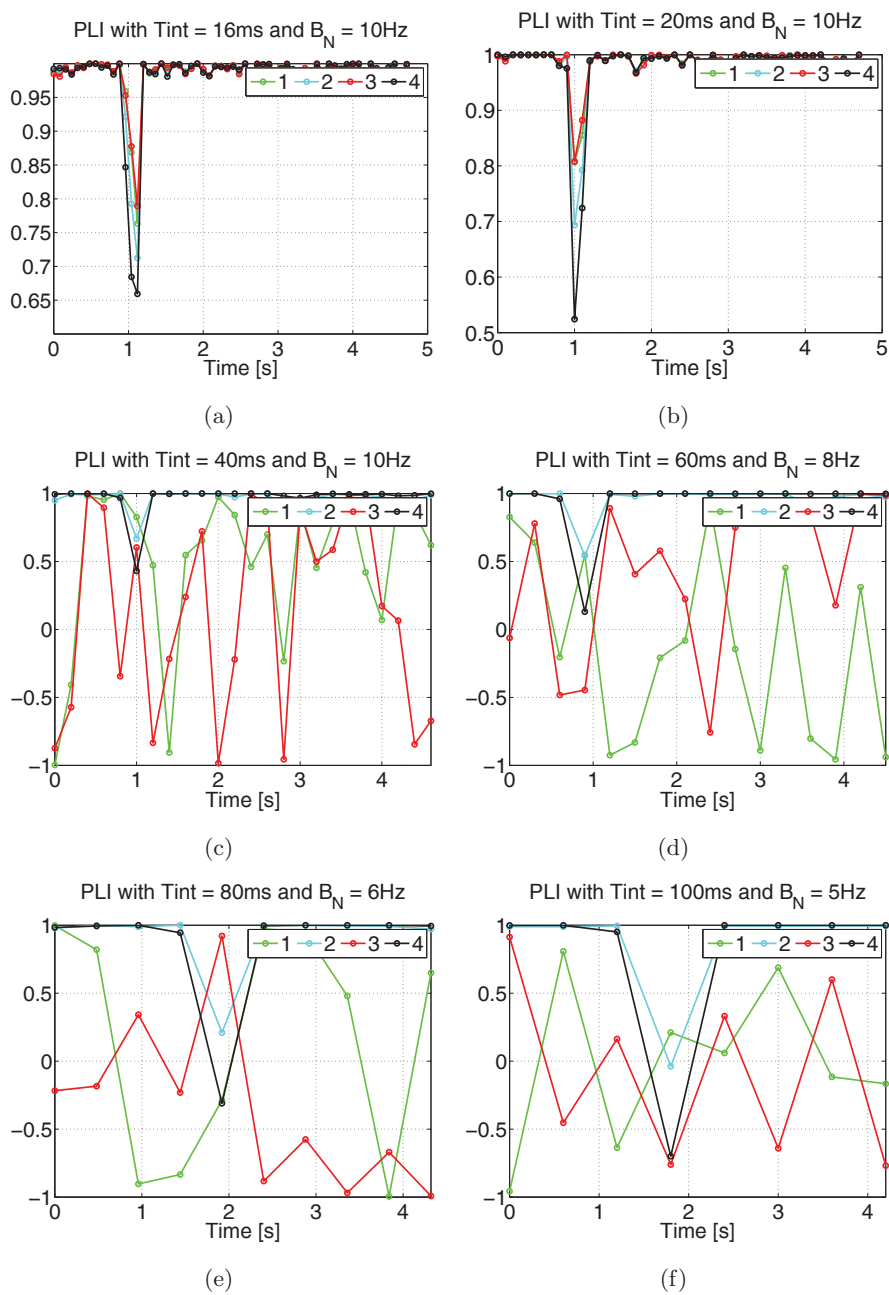 PLI with Tint = 16ms and B_N = 10Hz
1 2 3 4
0.95
0.9
0.85
0.8
0.75
0.7
0.65
0 1 2 3 4 5
Time [s]
(a)
PLI with Tint = 20ms and B_N = 10Hz
1 2 3 4
1
0.9
0.8
0.7
0.6
0.5
0 1 2 3 4 5
Time [s]
(b)
PLI with Tint = 40ms and B_N = 10Hz
1 2 3 4
1
0.5
0
−0.5
−1
0 1 2 3 4
Time [s]
(c)
PLI with Tint = 60ms and B_N = 8Hz
1 2 3 4
1
0.5
0
−0.5
−1
0 1 2 3 4
Time [s]
(d)
PLI with Tint = 80ms and B_N = 6Hz
1 2 3 4
1
0.5
0
−0.5
−1
0 1 2 3 4
Time [s]
(e)
PLI with Tint = 100ms and B_N = 5Hz
1 2 3 4
1
0.5
0
−0.5
−1
0 1 2 3 4
Time [s]
(f)